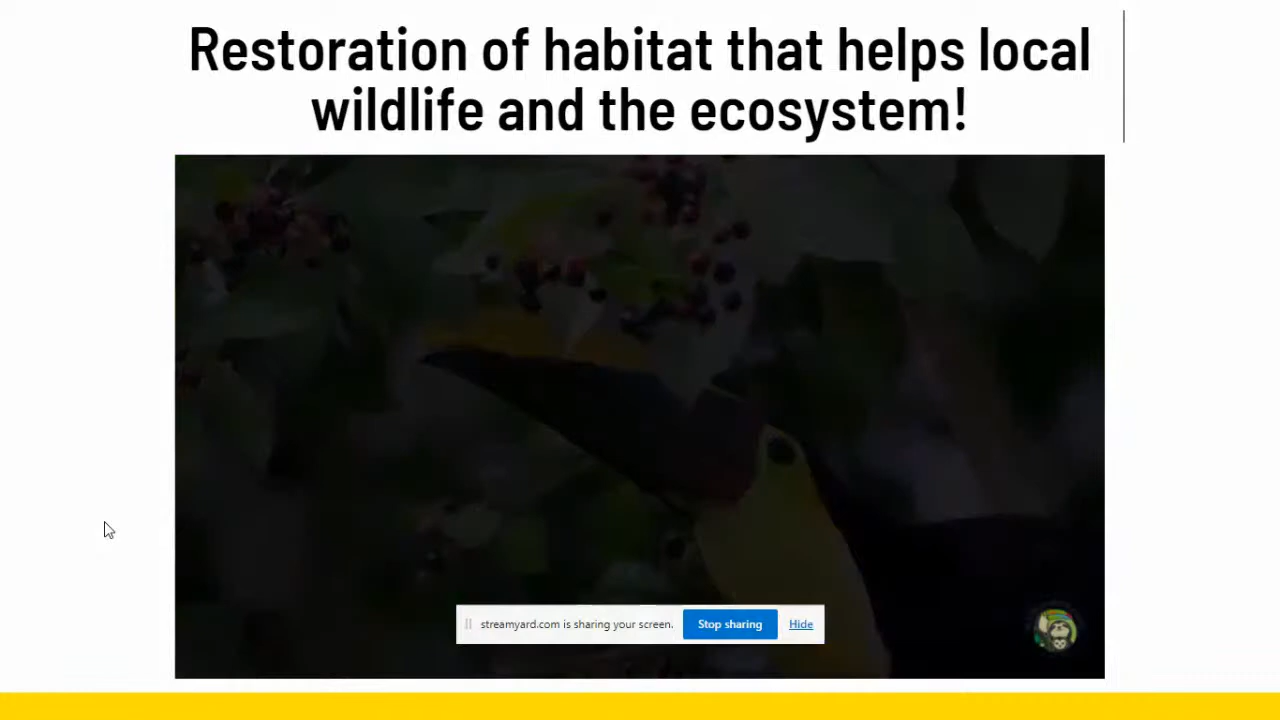 Restoration of habitat that helps local
wildlife and the ecosystem!
streamyard.com is sharing your screen. Stop sharing Hide